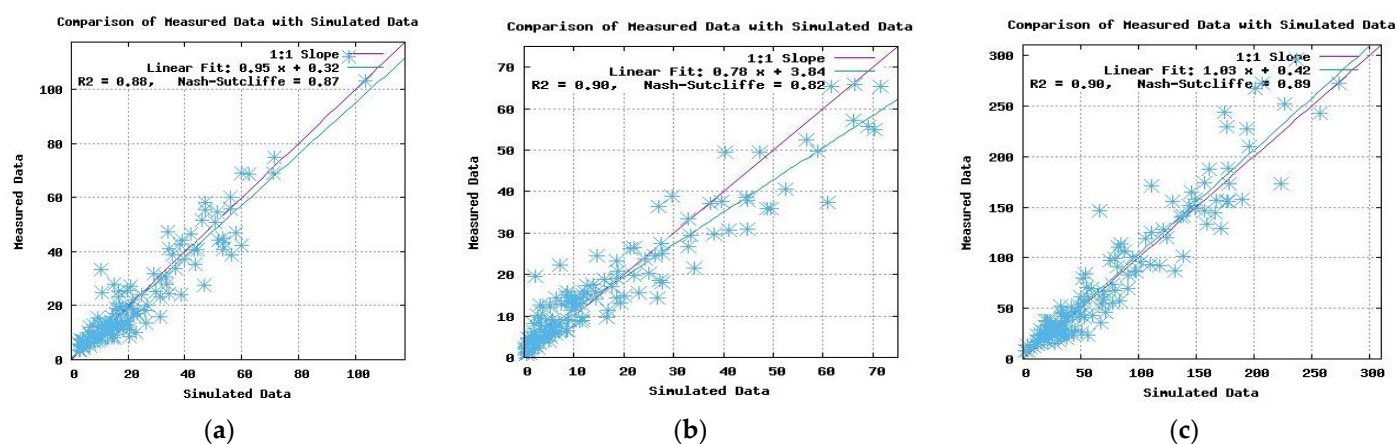 Comparison of Measured Data with Simulated Data
1:1 Slope
Linear Fit: 0.95 x + 0.32
R2 = 0.88, Nash-Sutcliffe = 0.87
Measured Data
100
80
60
40
20
0
0 20 40 60 80 100
Simulated Data
(a)
Comparison of Measured Data with Simulated Data
1:1 Slope
Linear Fit: 0.78 x + 3.84
R2 = 0.90, Nash-Sutcliffe = 0.82
Measured Data
70
60
50
40
30
20
10
0
0 10 20 30 40 50 60 70
Simulated Data
(b)
Comparison of Measured Data with Simulated Data
1:1 Slope
Linear Fit: 1.03 x + 0.42
R2 = 0.90, Nash-Sutcliffe = 0.89
Measured Data
300
250
200
150
100
50
0
0 50 100 150 200 250 300
Simulated Data
(c)